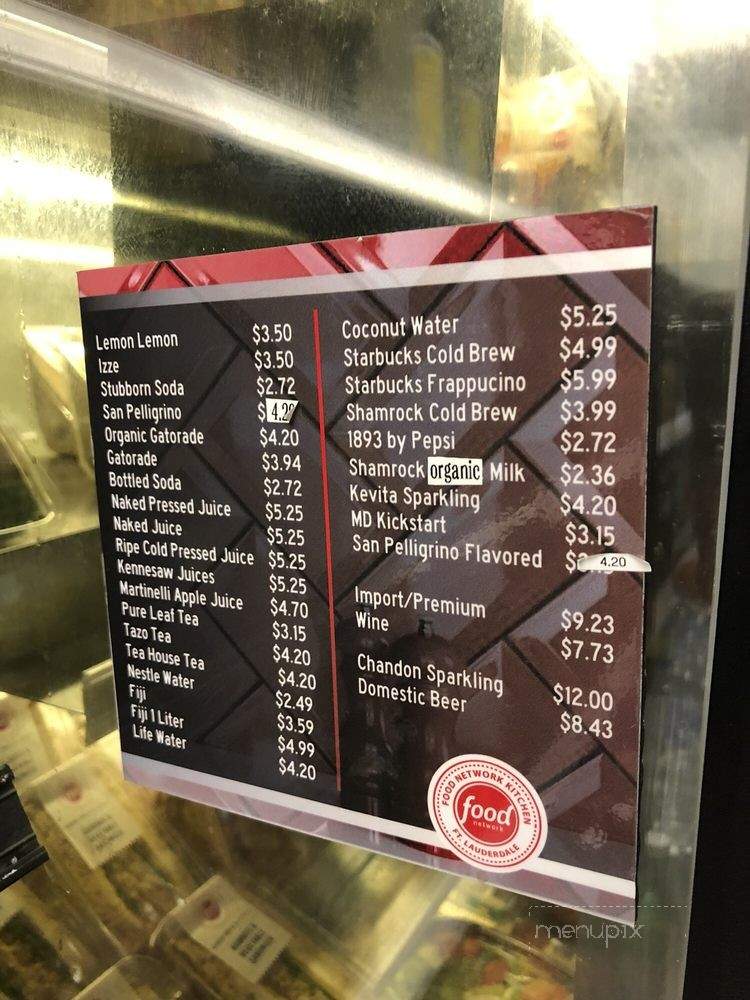 Lemon Lemon $3.50
Izze $3.50
Stubborn Soda $2.72
San Pelligrino $4.20
Organic Gatorade $4.20
Gatorade $3.94
Bottled Soda $2.72
Naked Pressed Juice $5.25
Naked Juice $5.25
Ripe Cold Pressed Juice $5.25
Kennesaw Juices $5.25
Martinelli Apple Juice $4.70
Pure Leaf Tea $3.15
Tazo Tea $4.20
Tea House Tea $4.20
Nestle Water $2.49
Fiji $3.59
Fiji 1 Liter $4.99
Life Water $4.20
Coconut Water $5.25
Starbucks Cold Brew $4.99
Starbucks Frappucino $5.99
Shamrock Cold Brew $3.99
1893 by Pepsi $2.72
Shamrock organic Milk $2.36
Kevita Sparkling $4.20
MD Kickstart $3.15
San Pelligrino Flavored $ 4.20
Import/Premium $9.23
Wine $7.73
Chandon Sparkling $12.00
Domestic Beer $8.43
FOOD NETWORK KITCHEN
food
network
FT. LAUDERDALE
menupix